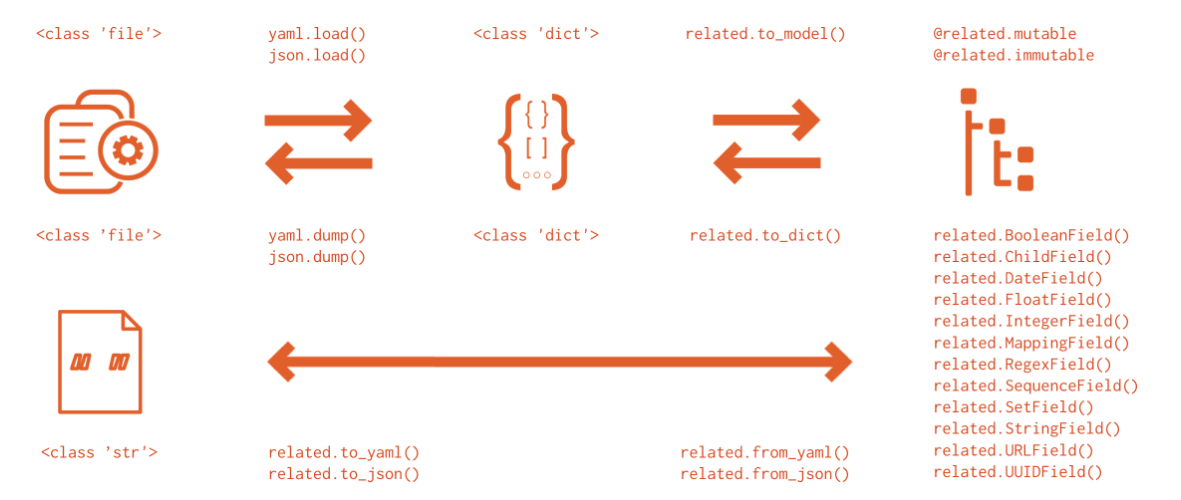 <class 'file'>
yaml.load()
json.load()
<class 'dict'>
related.to_model()
@related.mutable
@related.immutable
{ }
[ ]
<class 'file'>
yaml.dump()
json.dump()
<class 'dict'>
related.to_dict()
related.BooleanField()
related.ChildField()
related.DateField()
related.FloatField()
related.IntegerField()
related.MappingField()
related.RegexField()
related.SequenceField()
related.SetField()
related.StringField()
related.URLField()
related.UUIDField()
" "
<class 'str'>
related.to_yaml()
related.to_json()
related.from_yaml()
related.from_json()